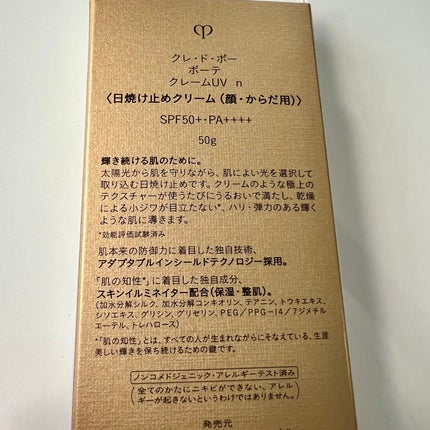 クレ・ド・ポー
ボーテ
クレームUV n
〈日焼け止めクリーム（顔・からだ用）〉
SPF50+・PA++++
50g
輝き続ける肌のために。
太陽光から肌を守りながら、肌によい光を選択して
取り込む日焼け止めです。クリームのような極上の
テクスチャーが使うたびにうるおいで満たし、乾燥
による小ジワが目立たない*、ハリ・弾力のある輝く
ような肌に導きます。
*効能評価試験済み
肌本来の防御力に着目した独自技術、
アダプタブルインシールドテクノロジー採用。
「肌の知性*」に着目した独自成分、
スキンイルミネイター配合（保湿・整肌）。
（加水分解シルク、加水分解コンキオリン、テアニン、トウキエキス、
シソエキス、グリシン、グリセリン、PEG/PPG-14/7ジメチル
エーテル、トレハロース）
*「肌の知性」とは、すべての人が生まれながらにそなえている、生涯
美しい輝きを保ち続けるための鍵です。
ノンコメドジェニック・アレルギーテスト済み
全てのかたにニキビができない、アレル
ギーが起きないというわけではありません。
発売元